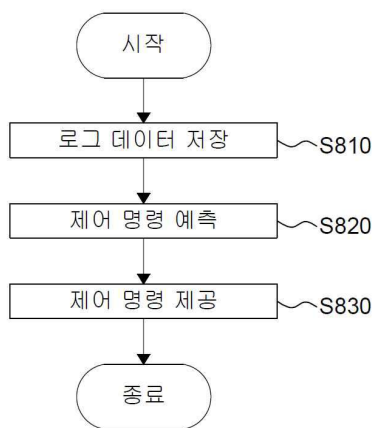 시작
로그 데이터 저장
S810
제어 명령 예측
S820
제어 명령 제공
S830
종료